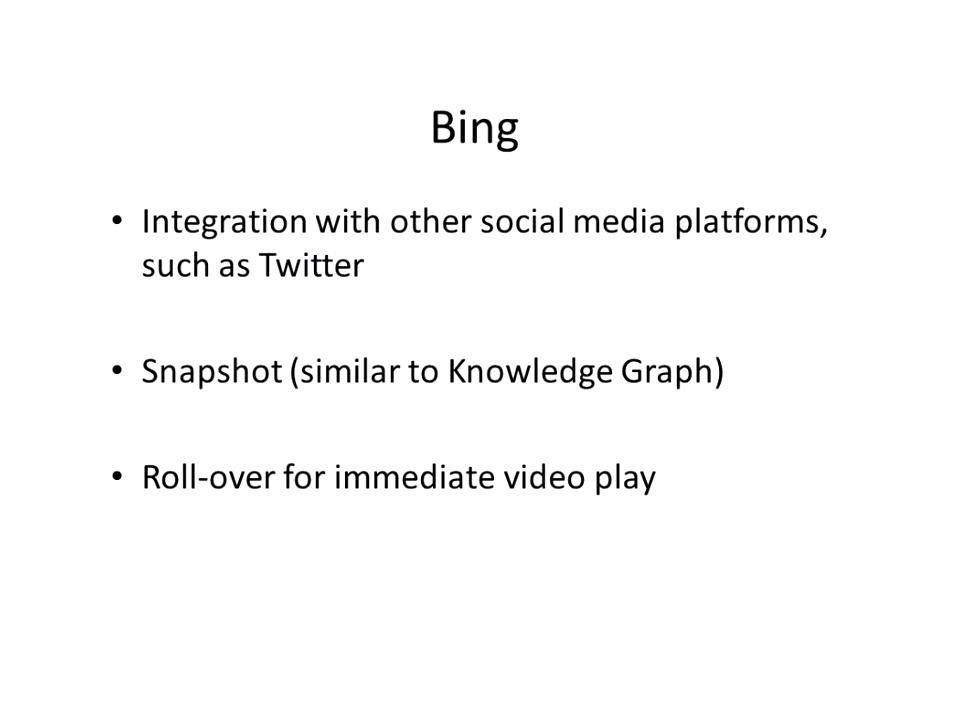 Bing
• Integration with other social media platforms,
such as Twitter
• Snapshot (similar to Knowledge Graph)
• Roll-over for immediate video play